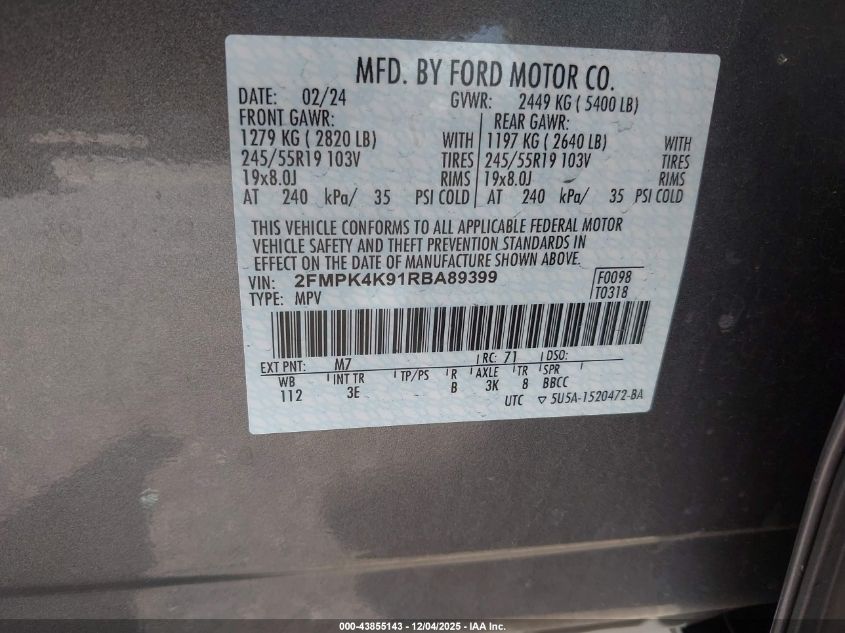 MFD. BY FORD MOTOR CO.
DATE: 02/24 GVWR: 2449 KG ( 5400 LB)
FRONT GAWR: REAR GAWR:
1279 KG ( 2820 LB) WITH 1197 KG ( 2640 LB) WITH
245/55R19 103V TIRES 245/55R19 103V TIRES
19x8.0J RIMS 19x8.0J RIMS
AT 240 kPa/ 35 PSI COLD AT 240 kPa/ 35 PSI COLD
THIS VEHICLE CONFORMS TO ALL APPLICABLE FEDERAL MOTOR
VEHICLE SAFETY AND THEFT PREVENTION STANDARDS IN
EFFECT ON THE DATE OF MANUFACTURE SHOWN ABOVE.
VIN: 2FMPK4K91RBA89399 F0098
TYPE: MPV T0318
EXT PNT: M7 RC: 71 DSO:
WB INT TR TP/PS R AXLE TR SPR
112 3E B 3K 8 BBCC
UTC ▽ 5U5A-1520472-BA
000-43855143 - 12/04/2025 - IAA Inc.